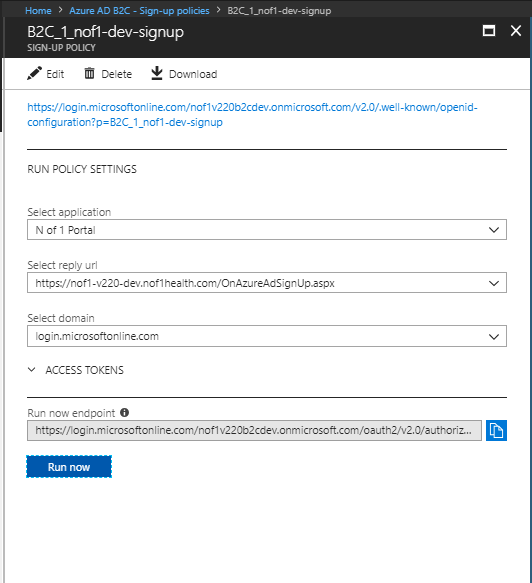 Home > Azure AD B2C - Sign-up policies > B2C_1_nof1-dev-signup
B2C_1_nof1-dev-signup
SIGN-UP POLICY
Edit Delete Download
https://login.microsoftonline.com/nof1v220b2cdev.onmicrosoft.com/v2.0/.well-known/openid-
configuration?p=B2C_1_nof1-dev-signup
RUN POLICY SETTINGS
Select application
N of 1 Portal
Select reply url
https://nof1-v220-dev.nof1health.com/OnAzureAdSignUp.aspx
Select domain
login.microsoftonline.com
ACCESS TOKENS
Run now endpoint
https://login.microsoftonline.com/nof1v220b2cdev.onmicrosoft.com/oauth2/v2.0/authoriz...
Run now